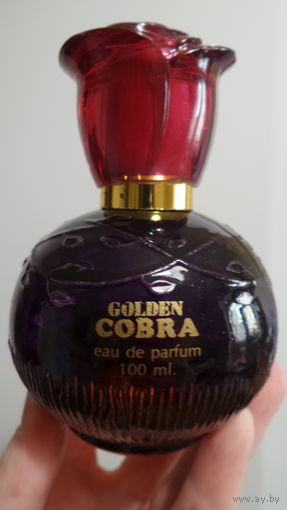 GOLDEN
COBRA
eau de parfum
100 ml.
© www.ay.by